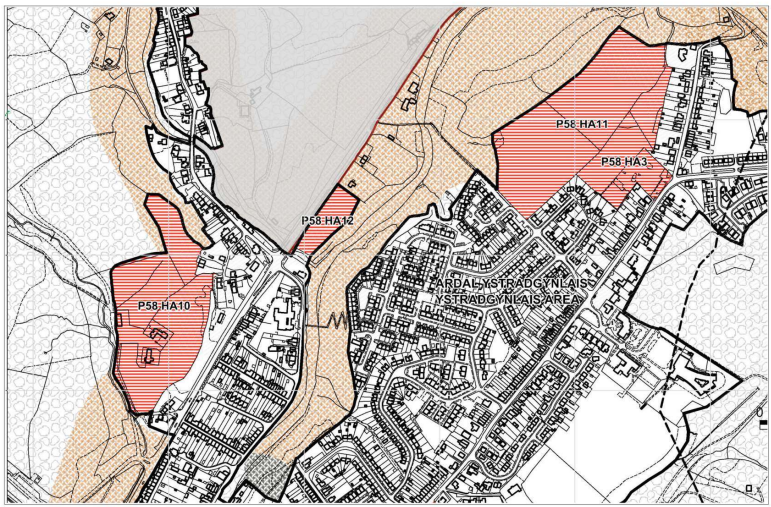 P58 HA11
P58 HA3
P58 HA12
ARDAL YSTRADGYNLAIS
YSTRADGYNLAIS AREA
P58 HA10